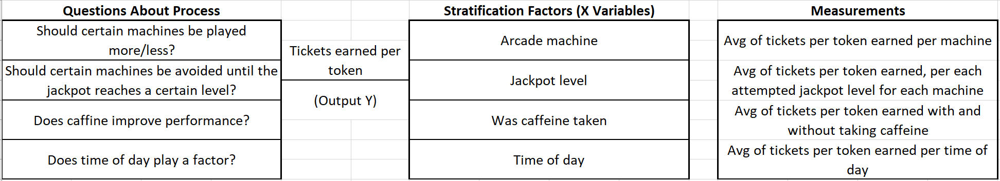 Questions About Process
Stratification Factors (X Variables)
Measurements
Should certain machines be played
more/less?
Tickets earned per
token
Arcade machine
Avg of tickets per token earned per machine
Should certain machines be avoided until the
jackpot reaches a certain level?
(Output Y)
Jackpot level
Avg of tickets per token earned, per each
attempted jackpot level for each machine
Does caffine improve performance?
Was caffeine taken
Avg of tickets per token earned with and
without taking caffeine
Does time of day play a factor?
Time of day
Avg of tickets per token earned per time of
day